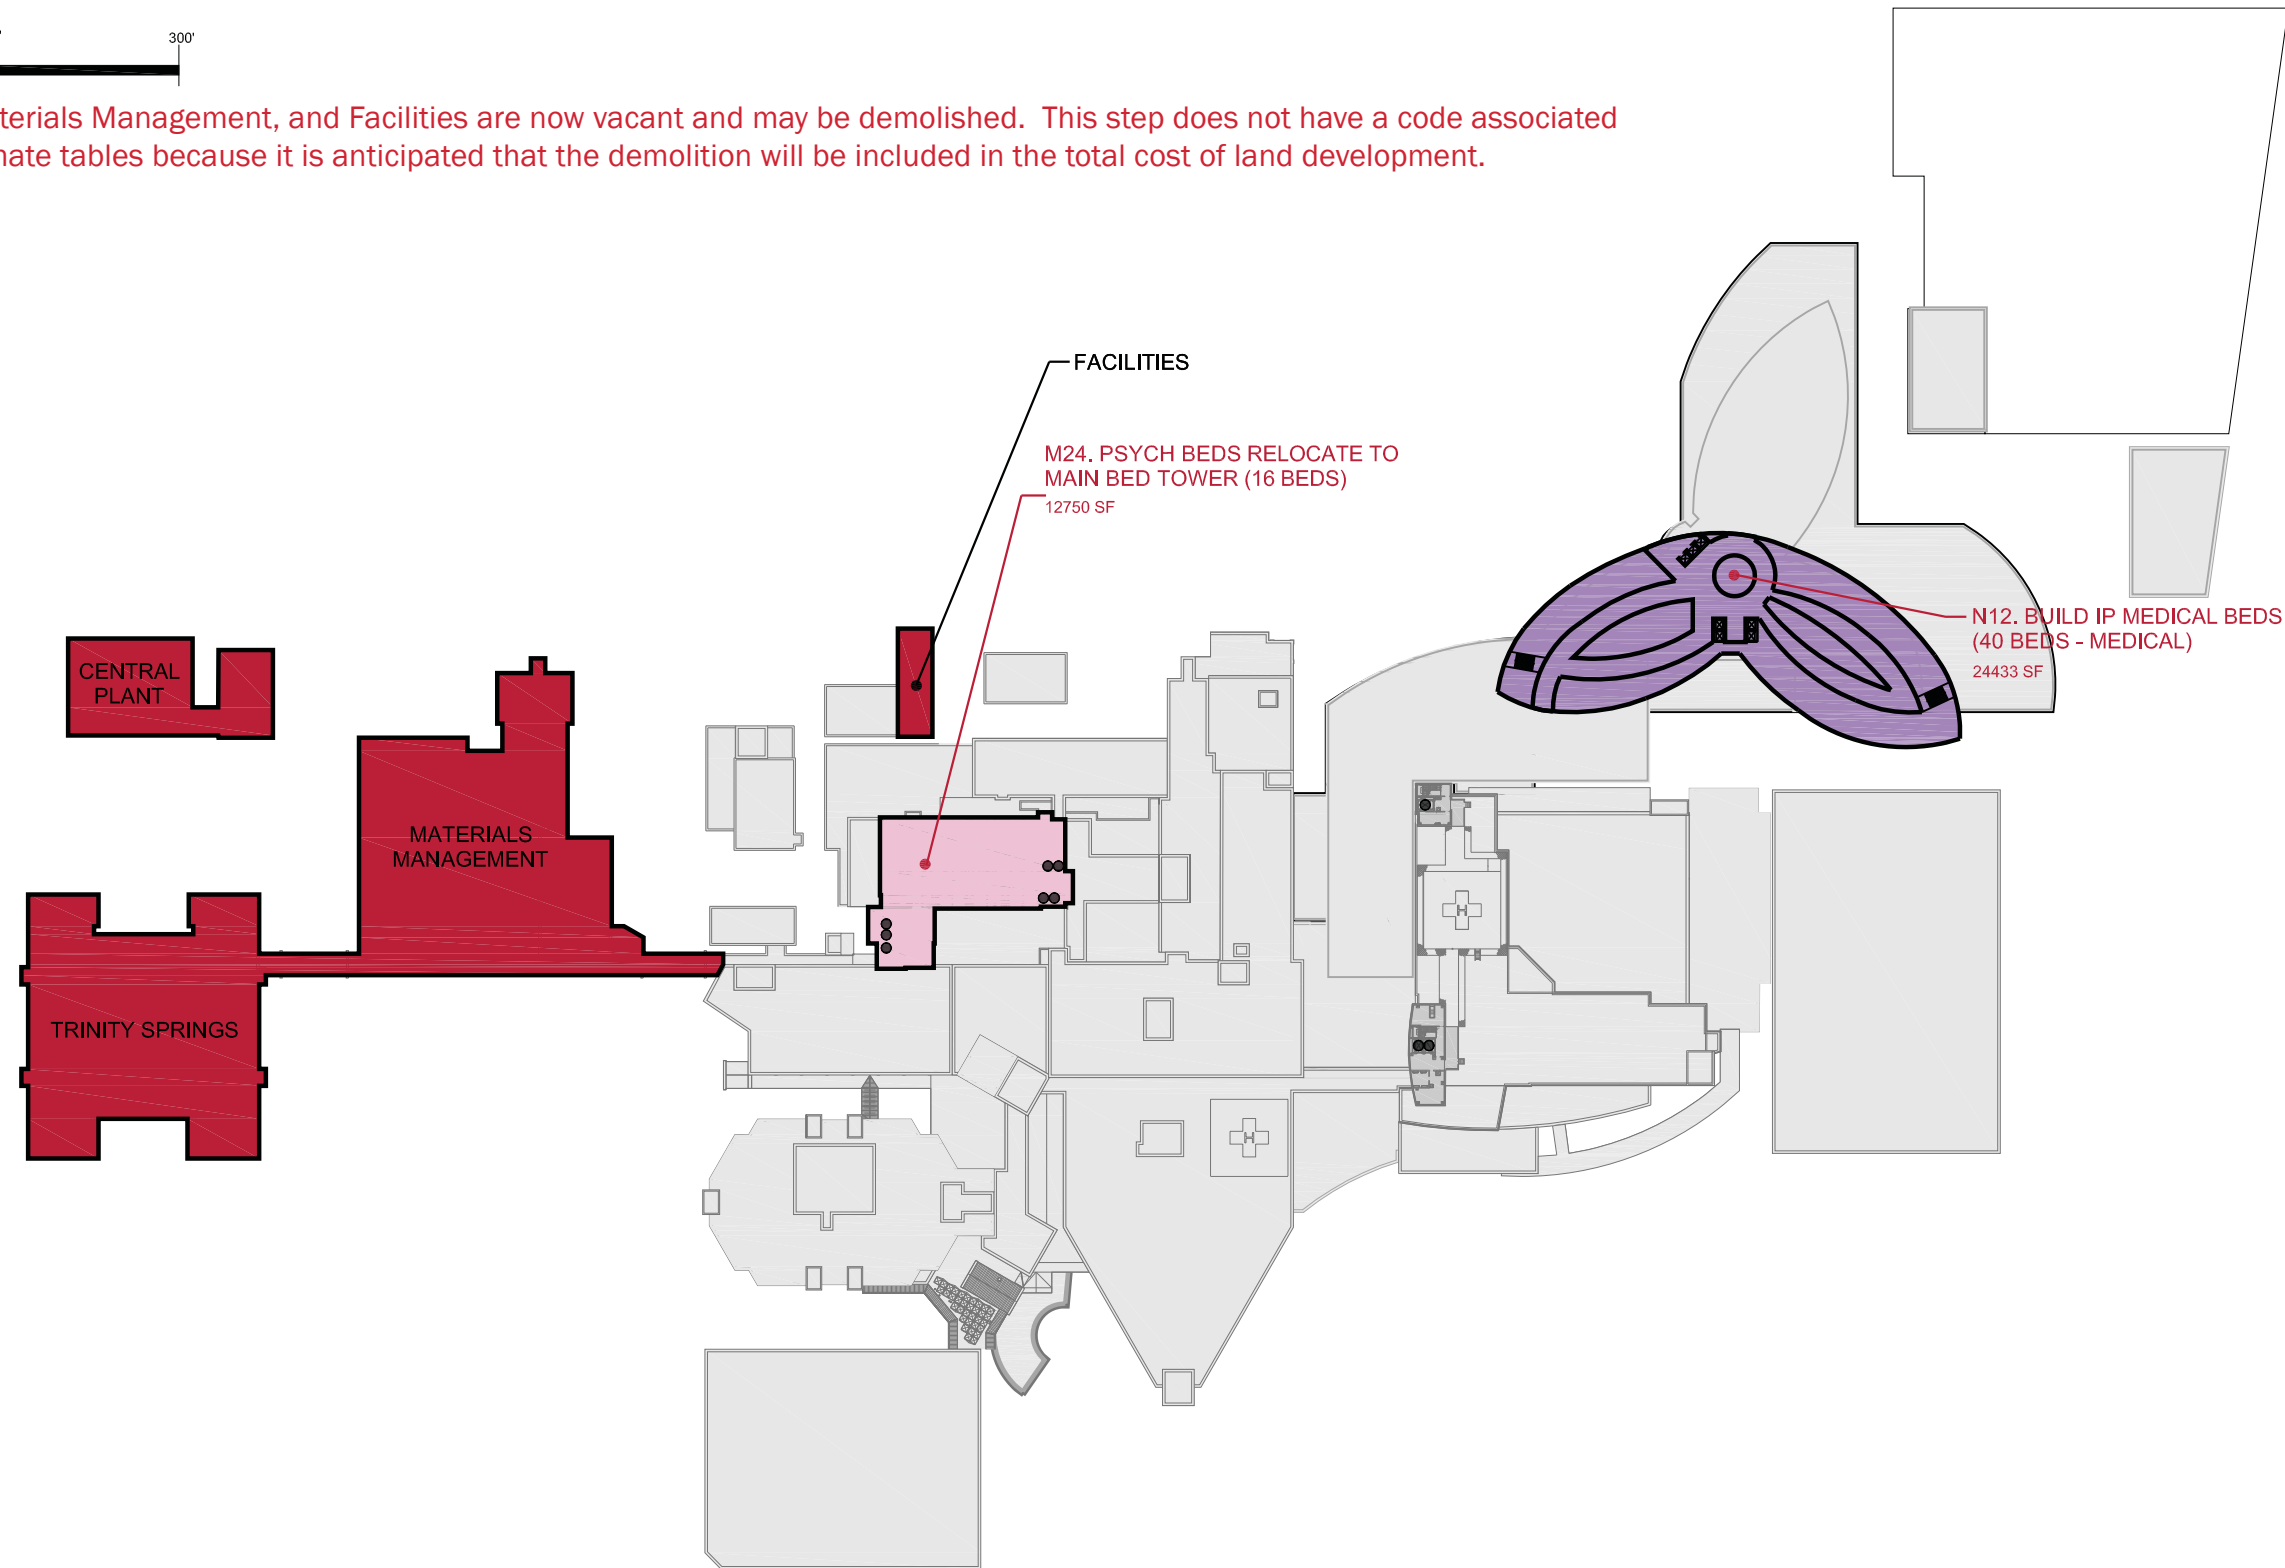 300'
terials Management, and Facilities are now vacant and may be demolished. This step does not have a code associated
nate tables because it is anticipated that the demolition will be included in the total cost of land development.
FACILITIES
M24. PSYCH BEDS RELOCATE TO
MAIN BED TOWER (16 BEDS)
12750 SF
N12. BUILD IP MEDICAL BEDS
(40 BEDS - MEDICAL)
24433 SF
CENTRAL
PLANT
MATERIALS
MANAGEMENT
TRINITY SPRINGS
H
H